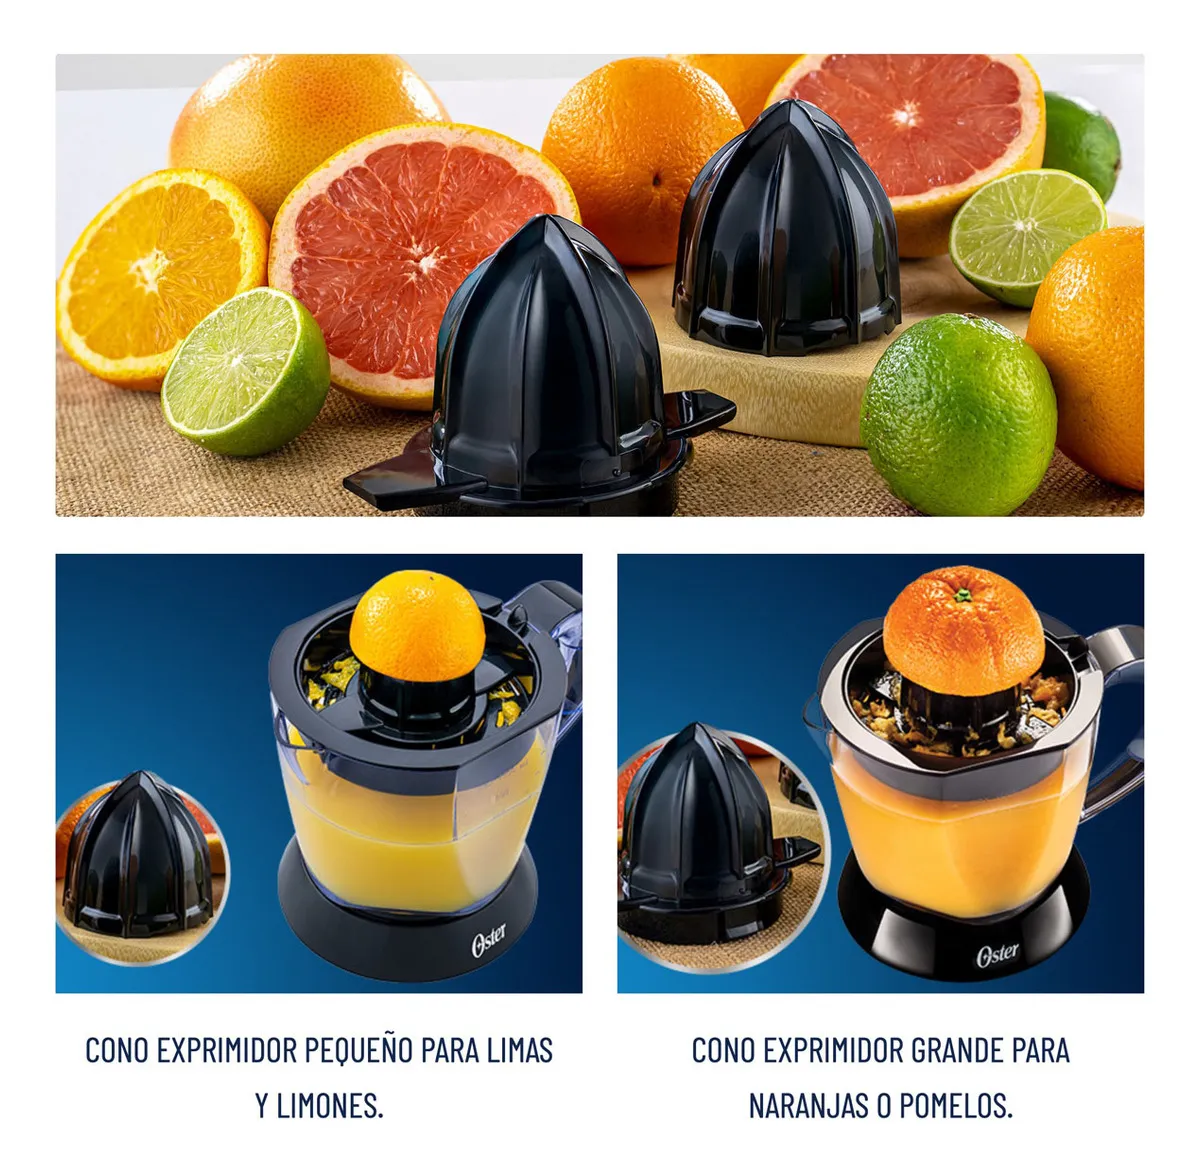 Oster
Oster
CONO EXPRIMIDOR PEQUEÑO PARA LIMAS
Y LIMONES.
CONO EXPRIMIDOR GRANDE PARA
NARANJAS O POMELOS.